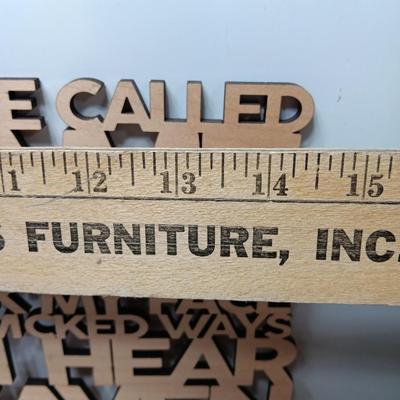 E CALLED
1 12 13 14 15
S FURNITURE, INC.
WICKED WAYS
HEAR